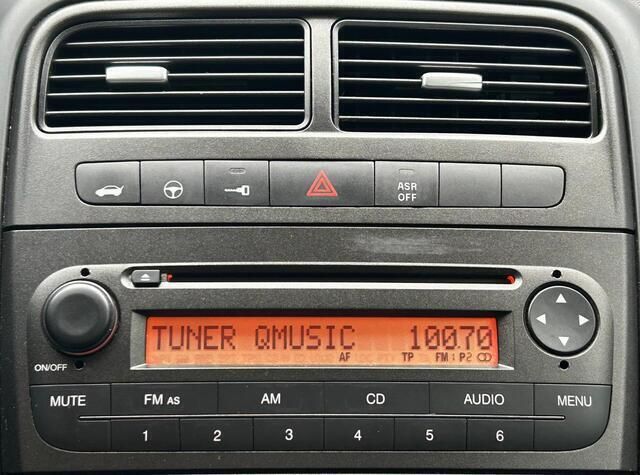 ASR
OFF
TUNER QMUSIC 100.70
AF TP FM:P2
ON/OFF
MUTE FM AS AM CD AUDIO MENU
1 2 3 4 5 6